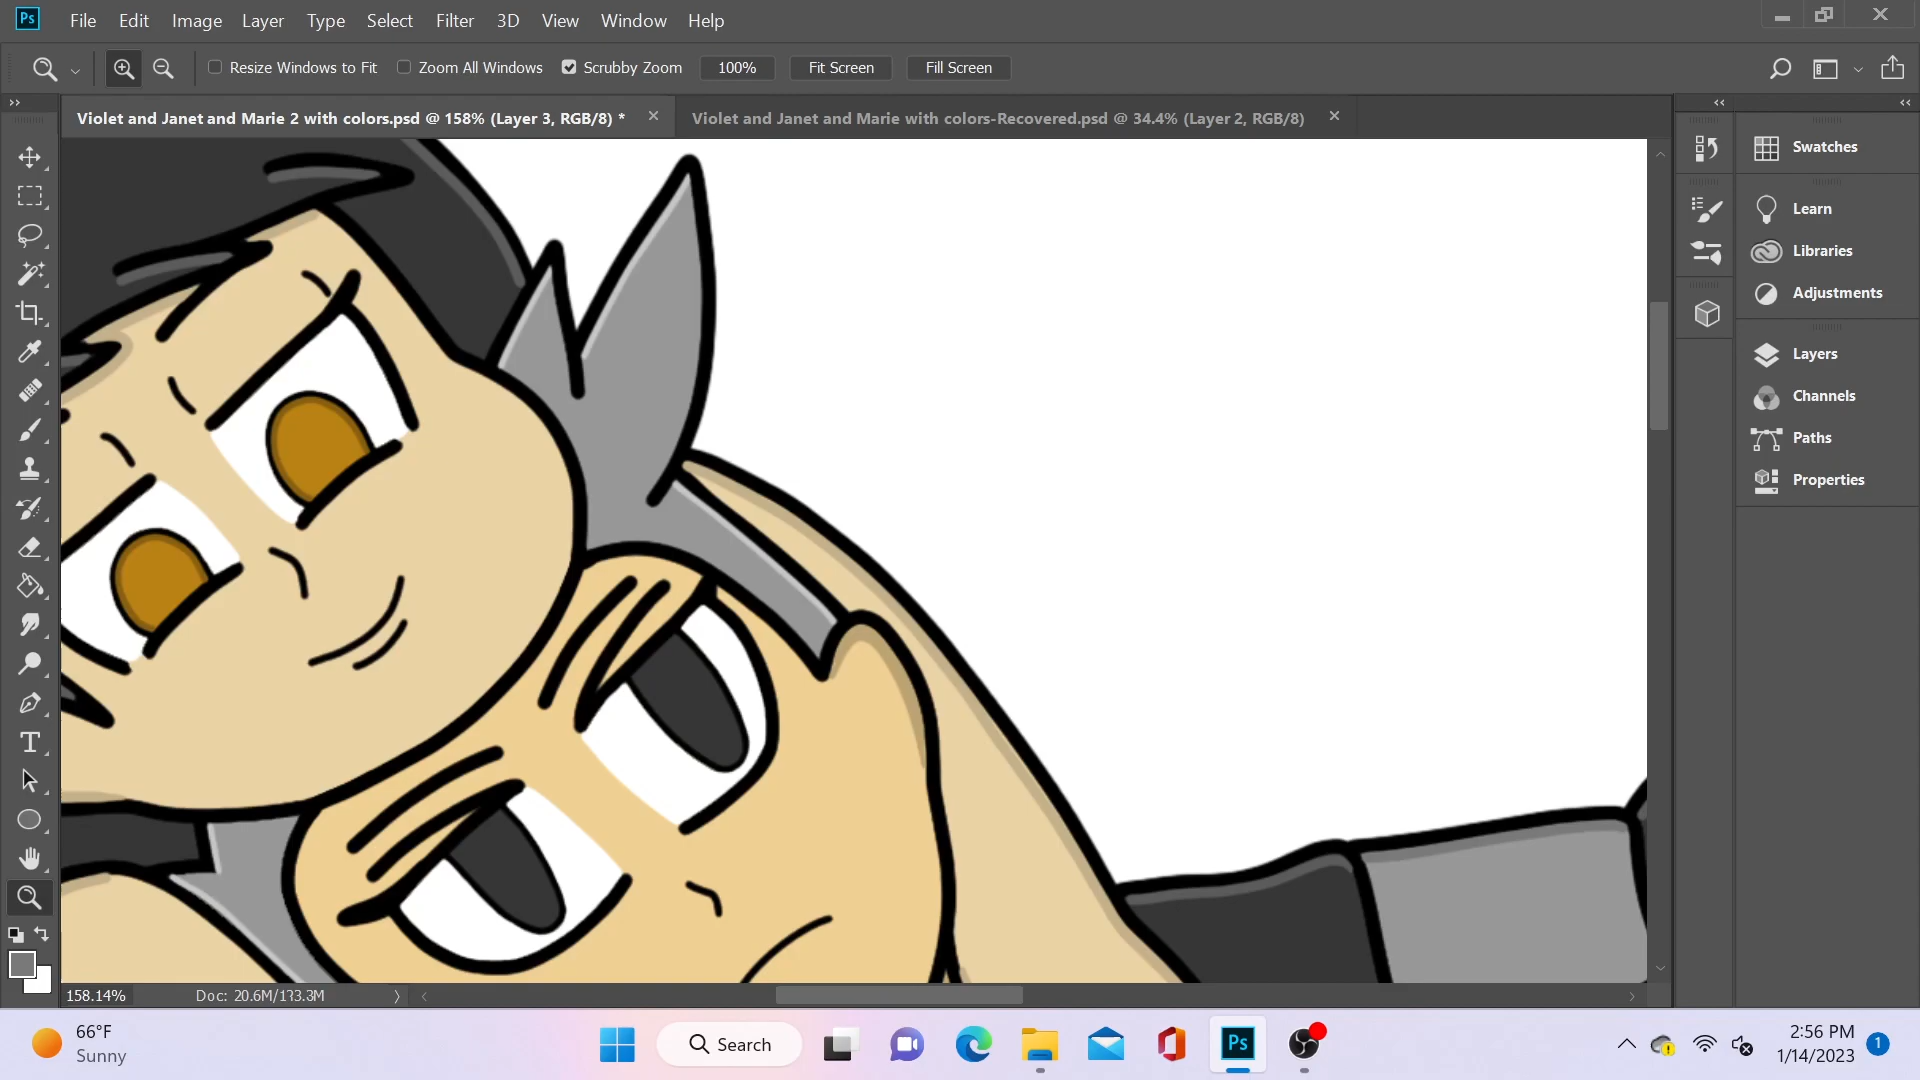 Ps File Edit Image Layer Type Select Filter 3D View Window Help
Resize Windows to Fit Zoom All Windows Scrubby Zoom 100% Fit Screen Fill Screen
Violet and Janet and Marie 2 with colors.psd @ 158% (Layer 3, RGB/8) *
Violet and Janet and Marie with colors-Recovered.psd @ 34.4% (Layer 2, RGB/8)
Swatches
Learn
Libraries
Adjustments
Layers
Channels
Paths
Properties
158.14% Doc: 20.6M/133.3M
66°F
Sunny
Search
Ps
2:56 PM
1/14/2023
1